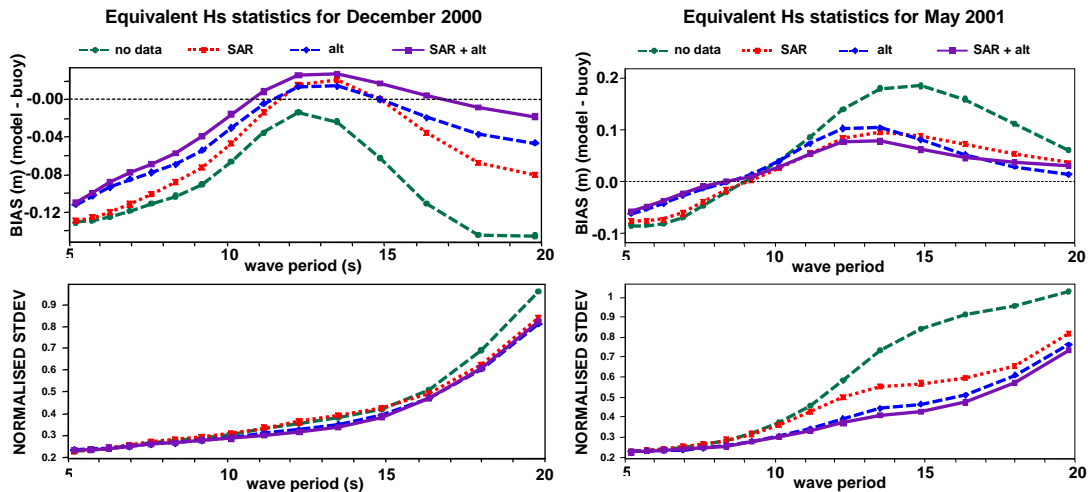 Equivalent Hs statistics for December 2000
no data SAR alt SAR + alt
BIAS (m) (model - buoy)
-0.00
-0.04
-0.08
-0.12
5 10 15 20
wave period (s)
NORMALISED STDEV
0.9
0.8
0.7
0.6
0.5
0.4
0.3
0.2
5 10 15 20
wave period (s)
Equivalent Hs statistics for May 2001
no data SAR alt SAR + alt
BIAS (m) (model - buoy)
0.2
0.1
0.0
-0.1
5 10 15 20
wave period
NORMALISED STDEV
1
0.9
0.8
0.7
0.6
0.5
0.4
0.3
0.2
5 10 15 20
wave period